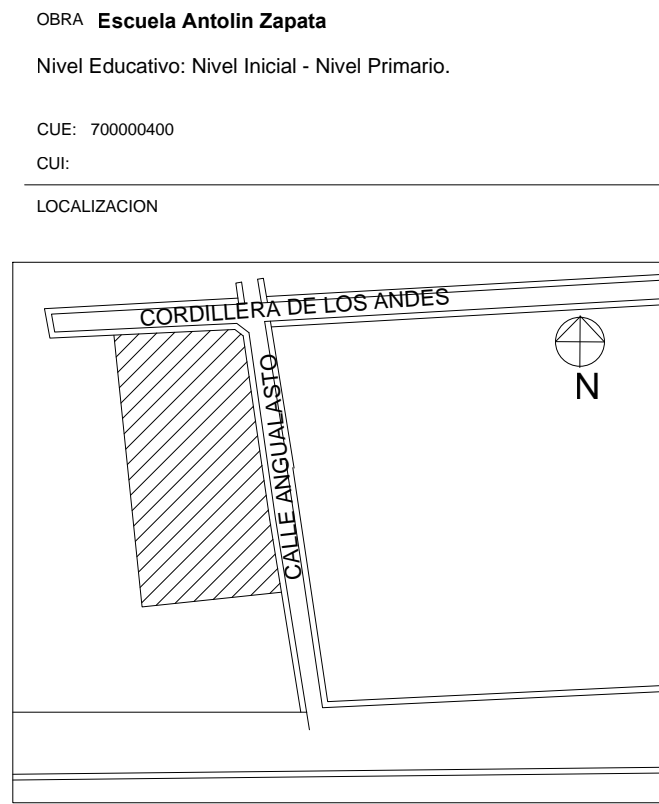 OBRA Escuela Antolin Zapata
Nivel Educativo: Nivel Inicial - Nivel Primario.
CUE: 700000400
CUI:
LOCALIZACION
CORDILLERA DE LOS ANDES
CALLE ANGUALASTO
N